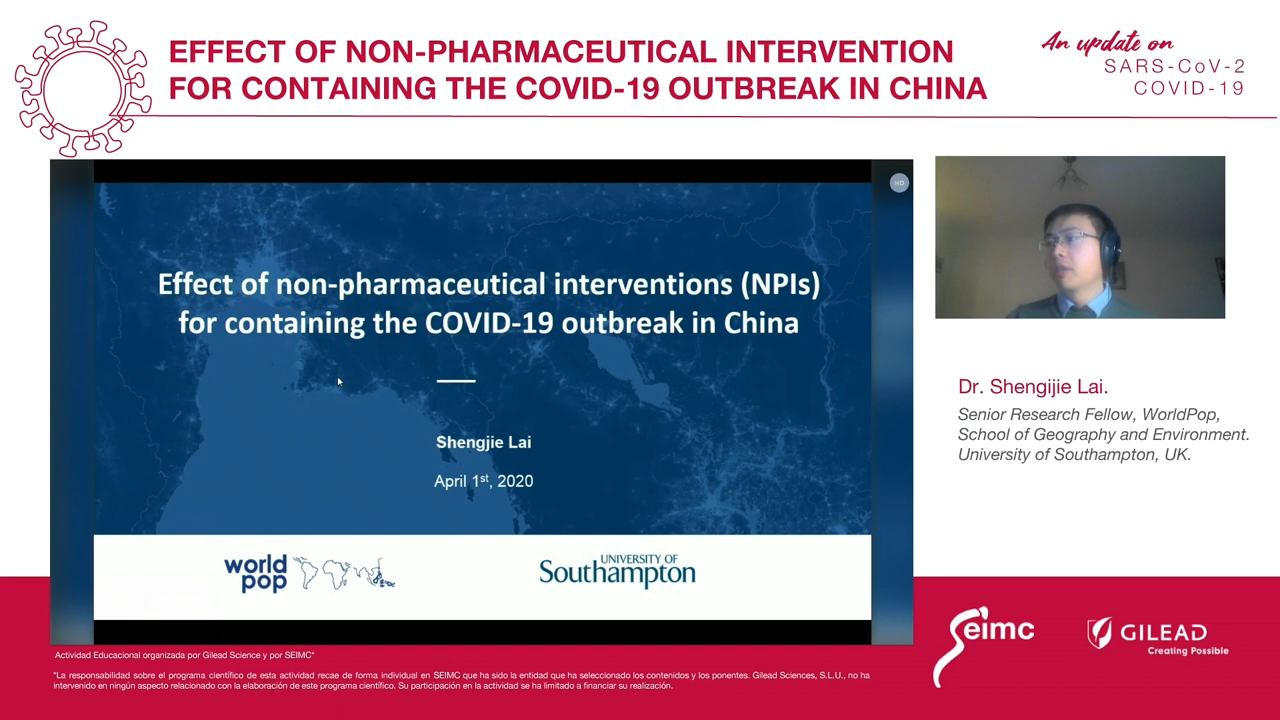 EFFECT OF NON-PHARMACEUTICAL INTERVENTION
FOR CONTAINING THE COVID-19 OUTBREAK IN CHINA
An update on
SARS-CoV-2
COVID-19
HD
Effect of non-pharmaceutical interventions (NPIs)
for containing the COVID-19 outbreak in China
Shengjie Lai
April 1st, 2020
world
pop
UNIVERSITY OF
Southampton
Dr. Shengijie Lai.
Senior Research Fellow, WorldPop,
School of Geography and Environment.
University of Southampton, UK.
Actividad Educacional organizada por Gilead Science y por SEIMC*
*La responsabilidad sobre el programa científico de esta actividad recae de forma individual en SEIMC que ha sido la entidad que ha seleccionado los contenidos y los ponentes. Gilead Sciences, S.L.U., no ha
intervenido en ningún aspecto relacionado con la elaboración de este programa científico. Su participación en la actividad se ha limitado a financiar su realización.
Seimc
GILEAD
Creating Possible